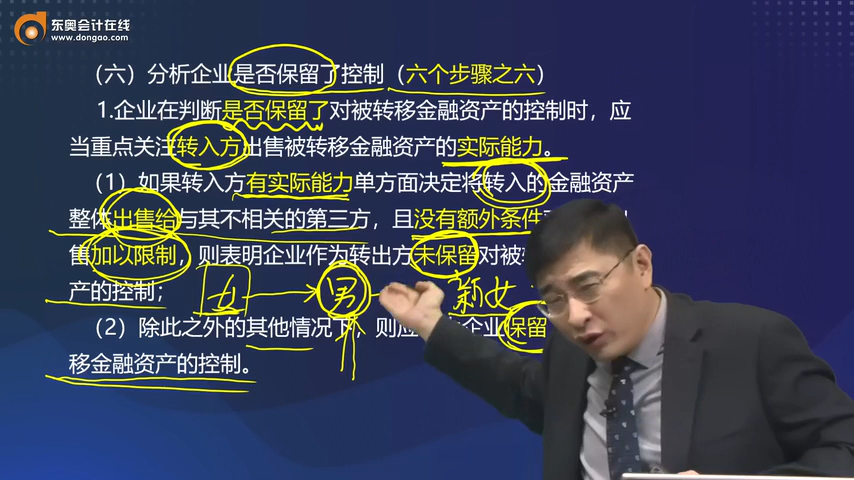 东奥会计在线
www.dongao.com
（六）分析企业是否保留了控制（六个步骤之六）
1.企业在判断是否保留了对被转移金融资产的控制时，应
当重点关注转入方出售被转移金融资产的实际能力。
（1）如果转入方有实际能力单方面决定将转入的金融资产
整体出售给与其不相关的第三方，且没有额外条件
售加以限制，则表明企业作为转出方未保留对被
产的控制；
女 男 新女
（2）除此之外的其他情况下，则应 企业保留
移金融资产的控制。